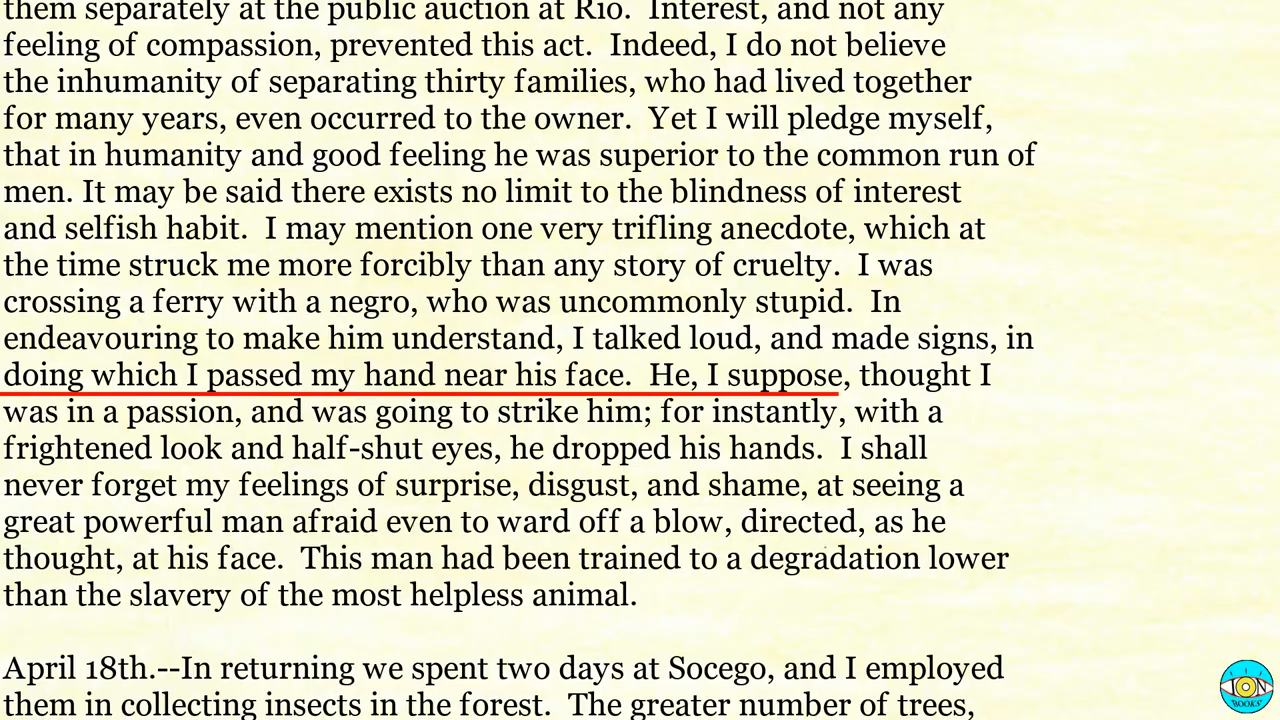 them separately at the public auction at Rio.  Interest, and not any
feeling of compassion, prevented this act.  Indeed, I do not believe
the inhumanity of separating thirty families, who had lived together
for many years, even occurred to the owner.  Yet I will pledge myself,
that in humanity and good feeling he was superior to the common run of
men. It may be said there exists no limit to the blindness of interest
and selfish habit.  I may mention one very trifling anecdote, which at
the time struck me more forcibly than any story of cruelty.  I was
crossing a ferry with a negro, who was uncommonly stupid.  In
endeavouring to make him understand, I talked loud, and made signs, in
doing which I passed my hand near his face.  He, I suppose, thought I
was in a passion, and was going to strike him; for instantly, with a
frightened look and half-shut eyes, he dropped his hands.  I shall
never forget my feelings of surprise, disgust, and shame, at seeing a
great powerful man afraid even to ward off a blow, directed, as he
thought, at his face.  This man had been trained to a degradation lower
than the slavery of the most helpless animal.
April 18th.--In returning we spent two days at Socego, and I employed
them in collecting insects in the forest.  The greater number of trees,
ION
BOOKS